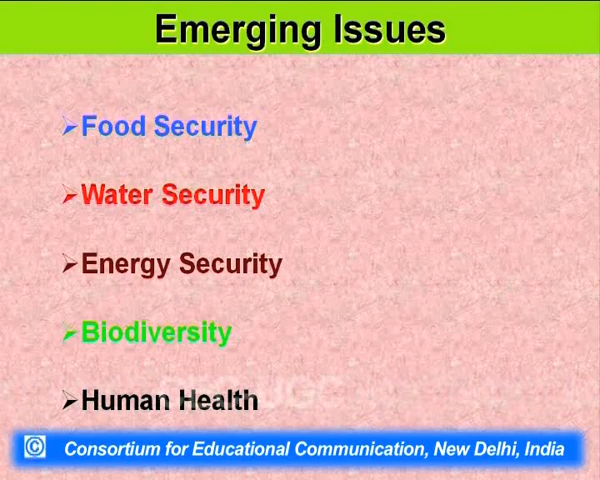 Emerging Issues
Food Security
Water Security
Energy Security
Biodiversity
Human Health
© Consortium for Educational Communication, New Delhi, India